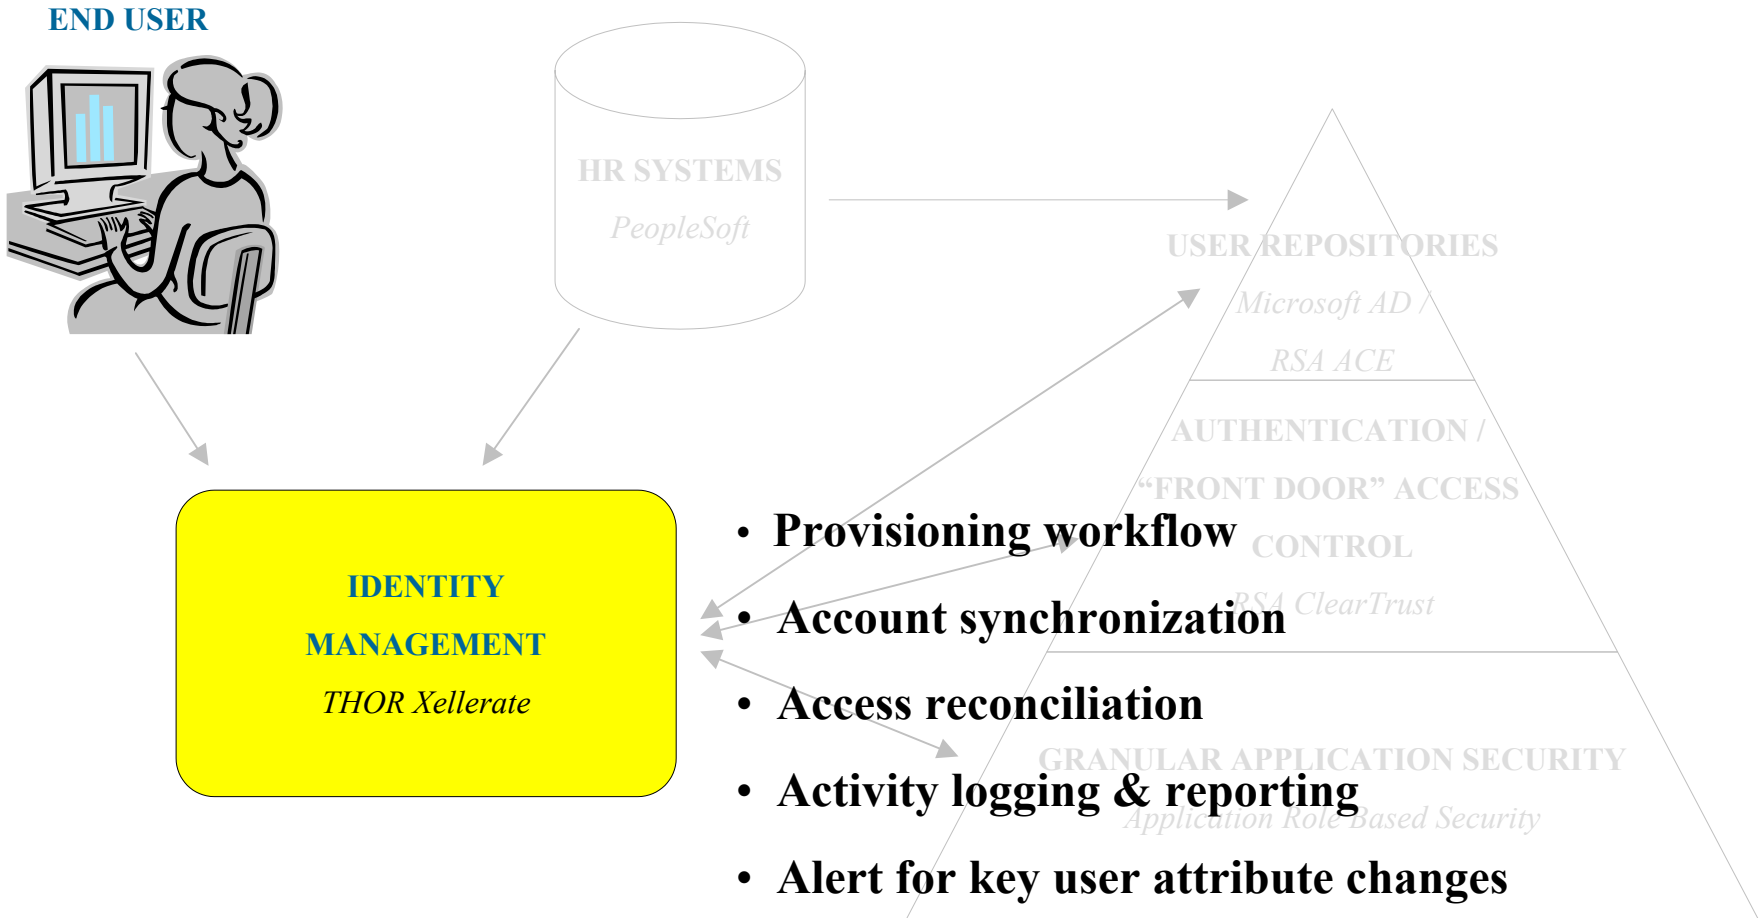 END USER
HR SYSTEMS
PeopleSoft
USER REPOSITORIES
Microsoft AD /
RSA ACE
AUTHENTICATION /
“FRONT DOOR” ACCESS
CONTROL
RSA ClearTrust
GRANULAR APPLICATION SECURITY
Application Role Based Security
IDENTITY
MANAGEMENT
THOR Xellerate
• Provisioning workflow
• Account synchronization
• Access reconciliation
• Activity logging & reporting
• Alert for key user attribute changes